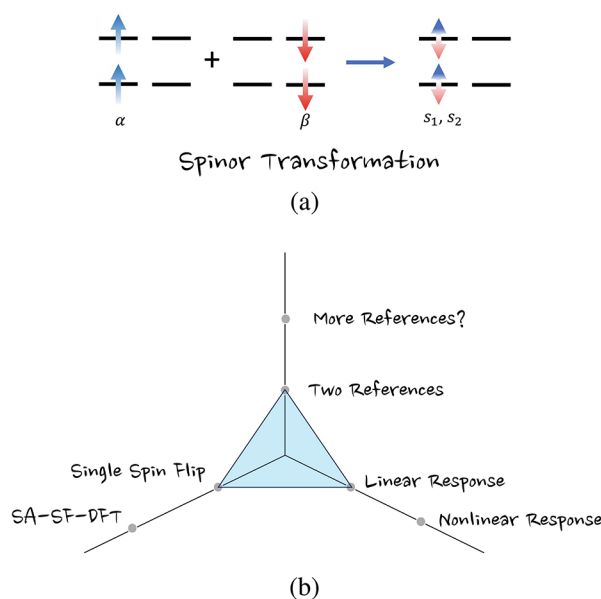 +
α
β
s₁, s₂
Spinor Transformation
(a)
More References?
Two References
Single Spin Flip
Linear Response
SA-SF-DFT
Nonlinear Response
(b)